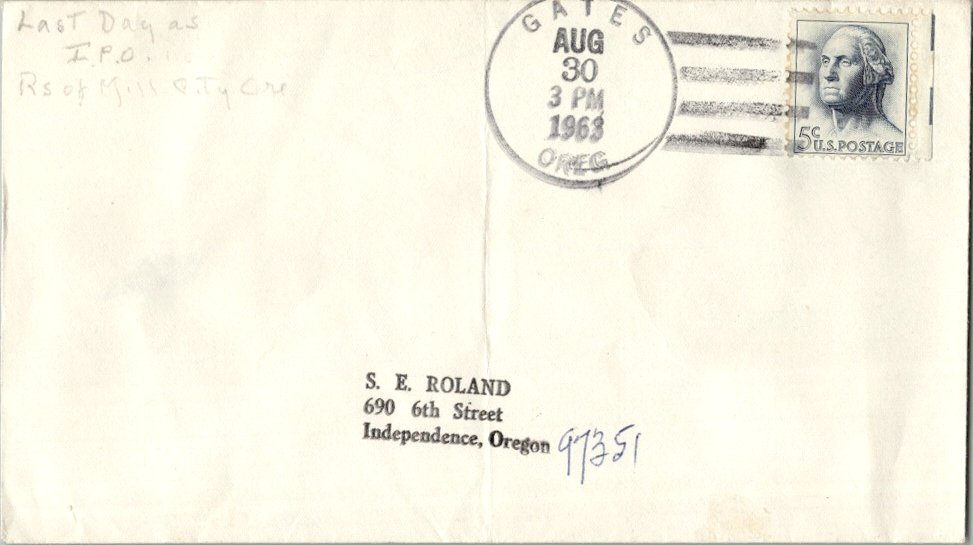 Last Day as
I.P.O.
Rs of Mill City Ore
GATES
AUG
30
3 PM
1963
OREG
5c
U.S. POSTAGE
S. E. ROLAND
690 6th Street
Independence, Oregon 97351